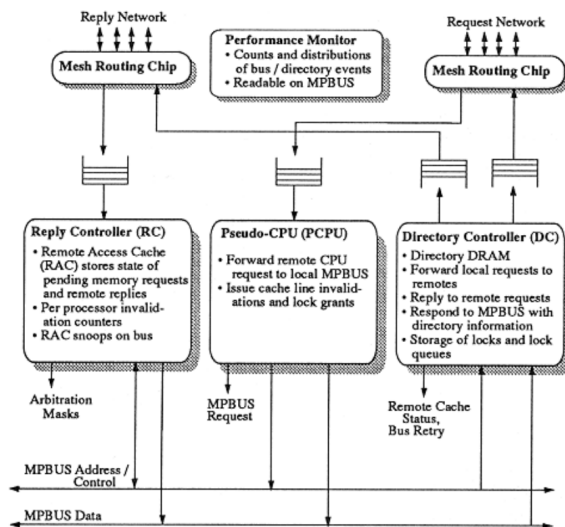 Reply Network
Request Network
Mesh Routing Chip
Performance Monitor
• Counts and distributions
of bus / directory events
• Readable on MPBUS
Mesh Routing Chip
Reply Controller (RC)
• Remote Access Cache
(RAC) stores state of
pending memory requests
and remote replies
• Per processor invalid-
ation counters
• RAC snoops on bus
Pseudo-CPU (PCPU)
• Forward remote CPU
request to local MPBUS
• Issue cache line invalid-
ations and lock grants
Directory Controller (DC)
• Directory DRAM
• Forward local requests to
remotes
• Reply to remote requests
• Respond to MPBUS with
directory information
• Storage of locks and lock
queues
Arbitration
Masks
MPBUS
Request
Remote Cache
Status,
Bus Retry
MPBUS Address /
Control
MPBUS Data